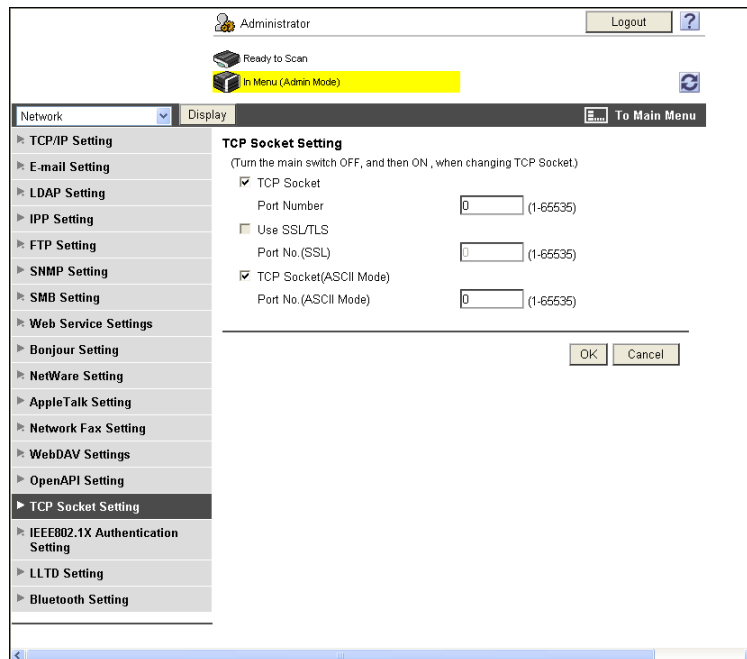 Administrator
Logout
?
Ready to Scan
In Menu (Admin Mode)
Network
Display
To Main Menu
TCP/IP Setting
E-mail Setting
LDAP Setting
IPP Setting
FTP Setting
SNMP Setting
SMB Setting
Web Service Settings
Bonjour Setting
NetWare Setting
AppleTalk Setting
Network Fax Setting
WebDAV Settings
OpenAPI Setting
TCP Socket Setting
IEEE802.1X Authentication
Setting
LLTD Setting
Bluetooth Setting
TCP Socket Setting
(Turn the main switch OFF, and then ON , when changing TCP Socket.)
TCP Socket
Port Number 0 (1-65535)
Use SSL/TLS
Port No.(SSL) 0 (1-65535)
TCP Socket(ASCII Mode)
Port No.(ASCII Mode) 0 (1-65535)
OK Cancel